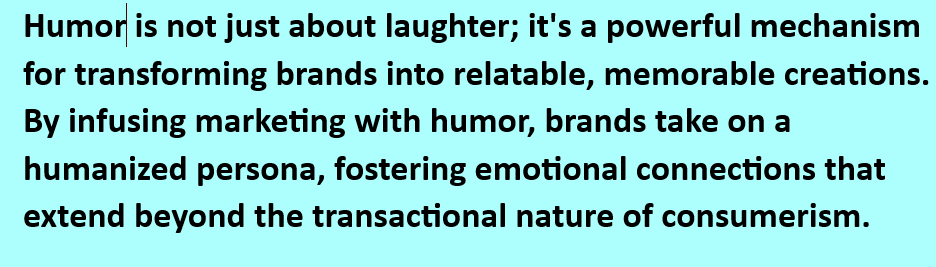 Humor is not just about laughter; it's a powerful mechanism
for transforming brands into relatable, memorable creations.
By infusing marketing with humor, brands take on a
humanized persona, fostering emotional connections that
extend beyond the transactional nature of consumerism.